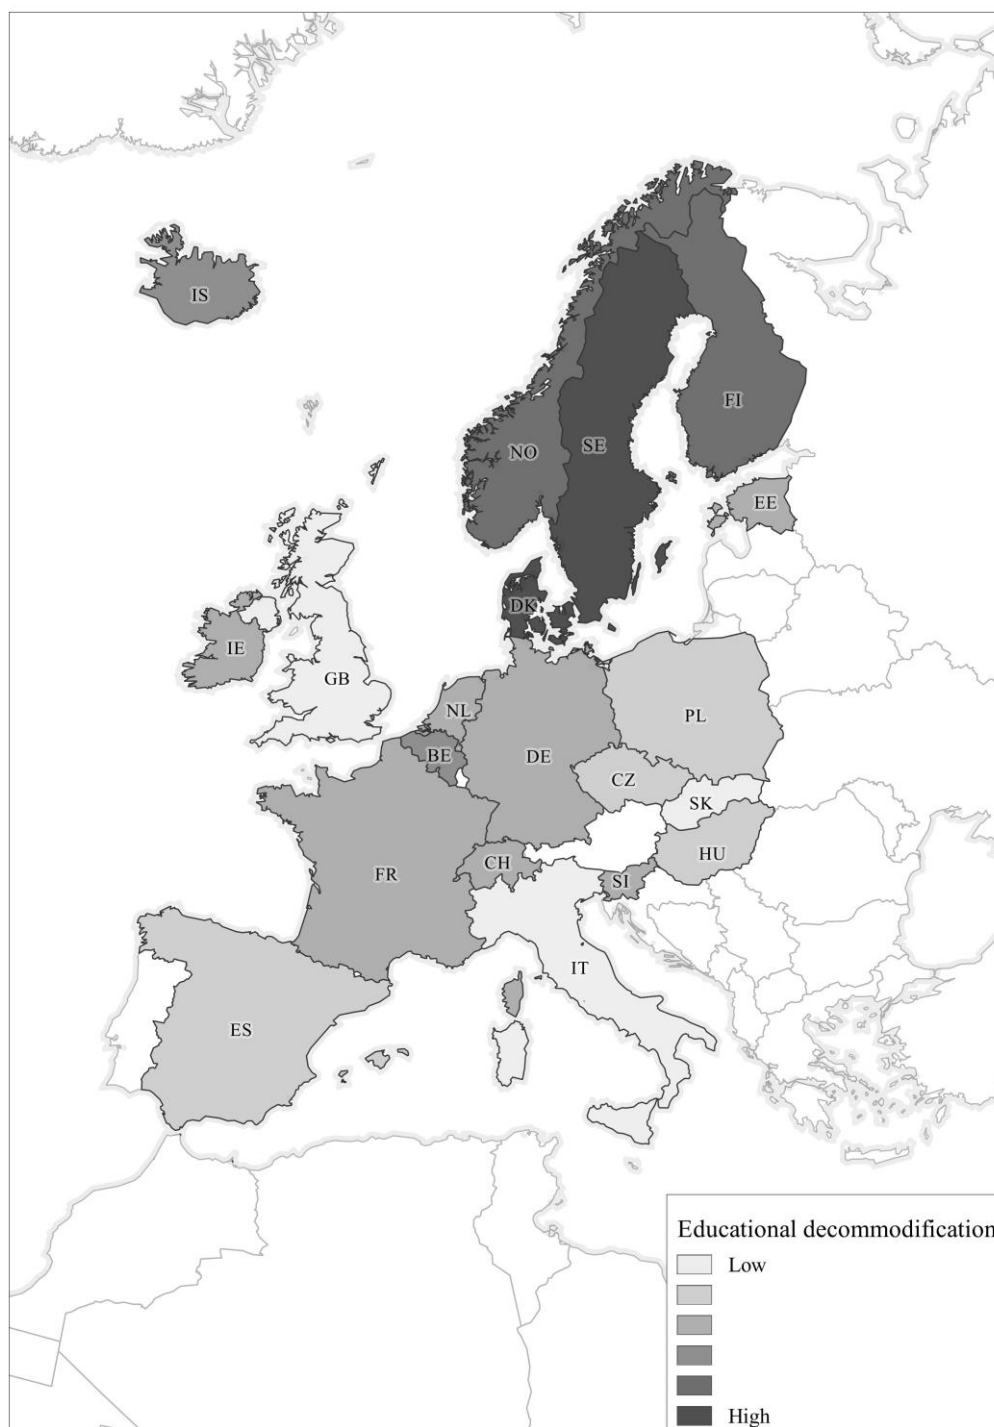 IS
FI
NO
SE
EE
DK
IE
GB
NL
PL
BE
DE
CZ
SK
HU
CH
FR
SI
IT
ES
Educational decommodification
Low
High